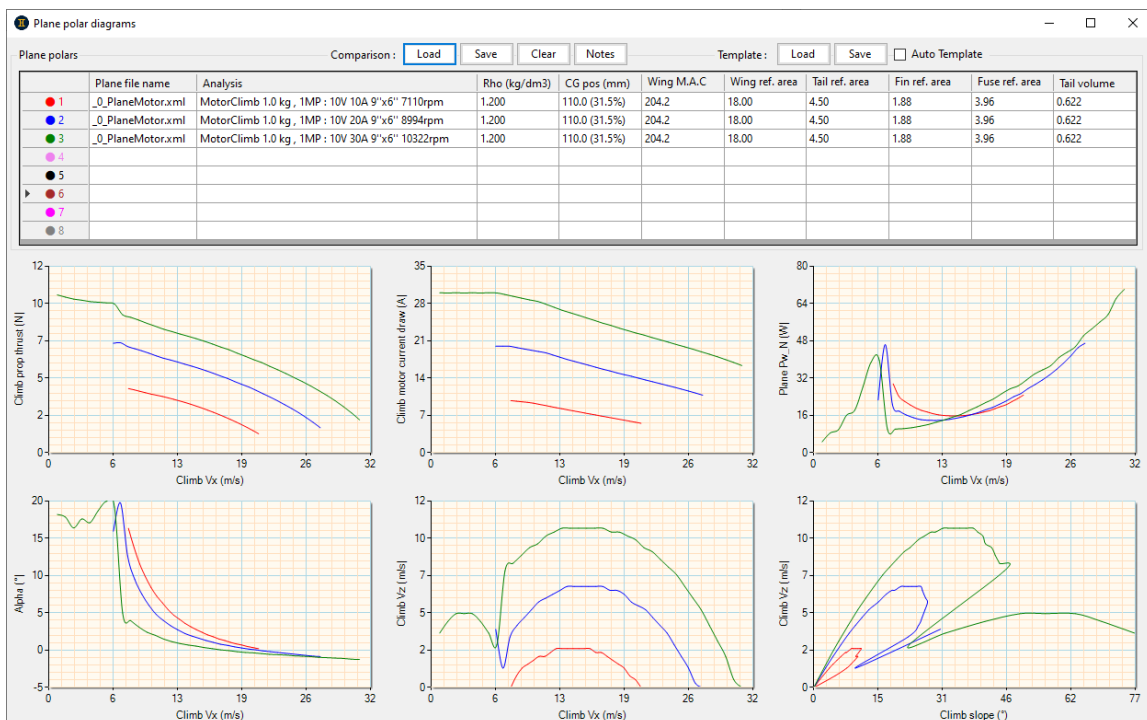 Plane polar diagrams
Plane polars Comparison : Load Save Clear Notes Template : Load Save Auto Template
Plane file name Analysis Rho (kg/dm3) CG pos (mm) Wing M.A.C Wing ref. area Tail ref. area Fin ref. area Fuse ref. area Tail volume
1 _0_PlaneMotor.xml MotorClimb 1.0 kg , 1MP : 10V 10A 9''x6'' 7110rpm 1.200 110.0 (31.5%) 204.2 18.00 4.50 1.88 3.96 0.622
2 _0_PlaneMotor.xml MotorClimb 1.0 kg , 1MP : 10V 20A 9''x6'' 8994rpm 1.200 110.0 (31.5%) 204.2 18.00 4.50 1.88 3.96 0.622
3 _0_PlaneMotor.xml MotorClimb 1.0 kg , 1MP : 10V 30A 9''x6'' 10322rpm 1.200 110.0 (31.5%) 204.2 18.00 4.50 1.88 3.96 0.622
4
5
6
7
8
Climb prop thrust [N]
12
10
7
5
2
0
0 6 13 19 26 32
Climb Vx (m/s)
Climb motor current draw [A]
35
28
21
14
7
0
0 6 13 19 26 32
Climb Vx (m/s)
Plane Pw_N [W]
80
64
48
32
16
0
0 6 13 19 26 32
Climb Vx (m/s)
Alpha [°]
20
15
10
5
0
-5
0 6 13 19 26 32
Climb Vx (m/s)
Climb Vz [m/s]
12
10
7
5
2
0
0 6 13 19 26 32
Climb Vx (m/s)
Climb Vz [m/s]
12
10
7
5
2
0
0 15 31 46 62 77
Climb slope (°)